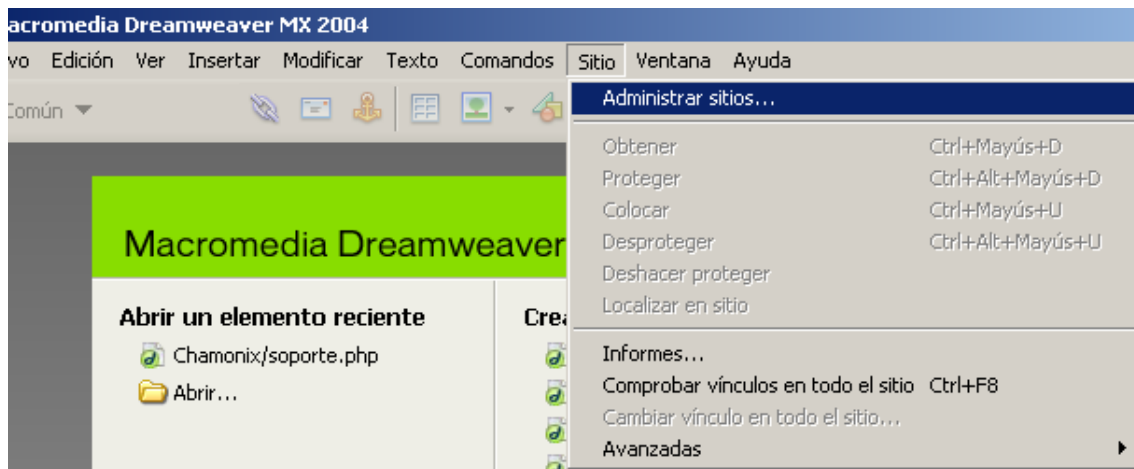 acromedia Dreamweaver MX 2004
vo Edición Ver Insertar Modificar Texto Comandos Sitio Ventana Ayuda
Común
Administrar sitios...
Obtener Ctrl+Mayús+D
Proteger Ctrl+Alt+Mayús+D
Colocar Ctrl+Mayús+U
Desproteger Ctrl+Alt+Mayús+U
Deshacer proteger
Localizar en sitio
Informes...
Comprobar vínculos en todo el sitio Ctrl+F8
Cambiar vínculo en todo el sitio...
Avanzadas
Macromedia Dreamweaver
Abrir un elemento reciente
Chamonix/soporte.php
Abrir...
Crea